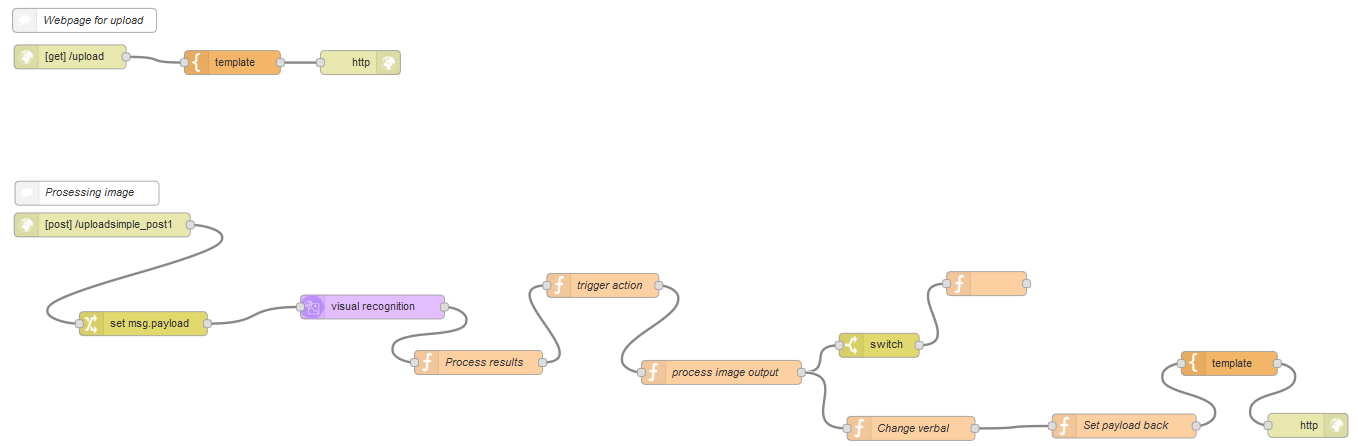 Webpage for upload
[get] /upload
template
http
Prosessing image
[post] /uploadsimple_post1
set msg.payload
visual recognition
Process results
trigger action
process image output
switch
Change verbal
Set payload back
template
http